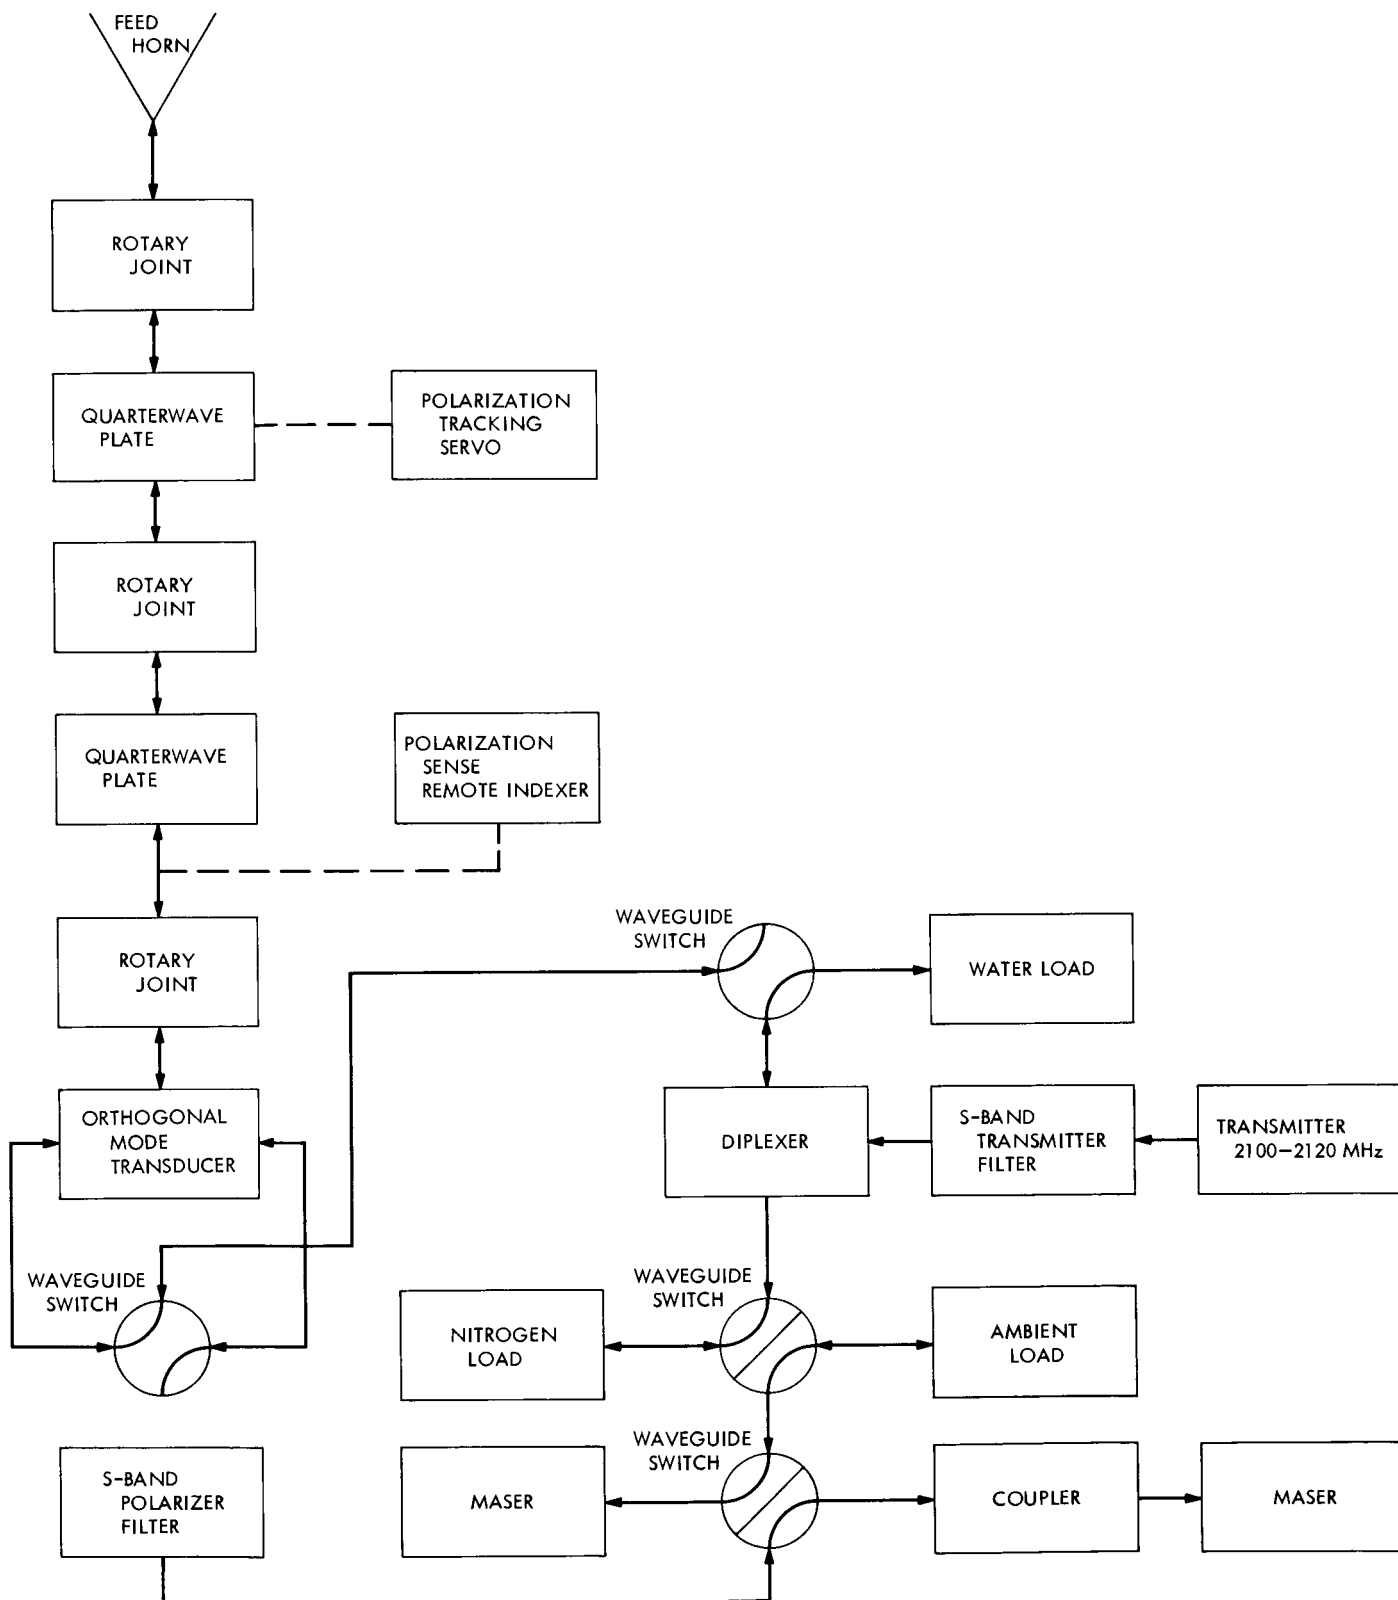 FEED
HORN
ROTARY
JOINT
QUARTERWAVE
PLATE
POLARIZATION
TRACKING
SERVO
ROTARY
JOINT
QUARTERWAVE
PLATE
POLARIZATION
SENSE
REMOTE INDEXER
ROTARY
JOINT
WAVEGUIDE
SWITCH
WATER LOAD
ORTHOGONAL
MODE
TRANSDUCER
DIPLEXER
S-BAND
TRANSMITTER
FILTER
TRANSMITTER
2100-2120 MHz
WAVEGUIDE
SWITCH
WAVEGUIDE
SWITCH
NITROGEN
LOAD
AMBIENT
LOAD
S-BAND
POLARIZER
FILTER
WAVEGUIDE
SWITCH
MASER
COUPLER
MASER